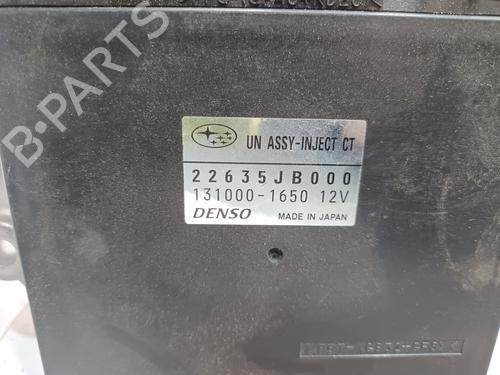 UN ASSY-INJECT CT
22635JB000
131000-1650 12V
DENSO MADE IN JAPAN
B-PARTS